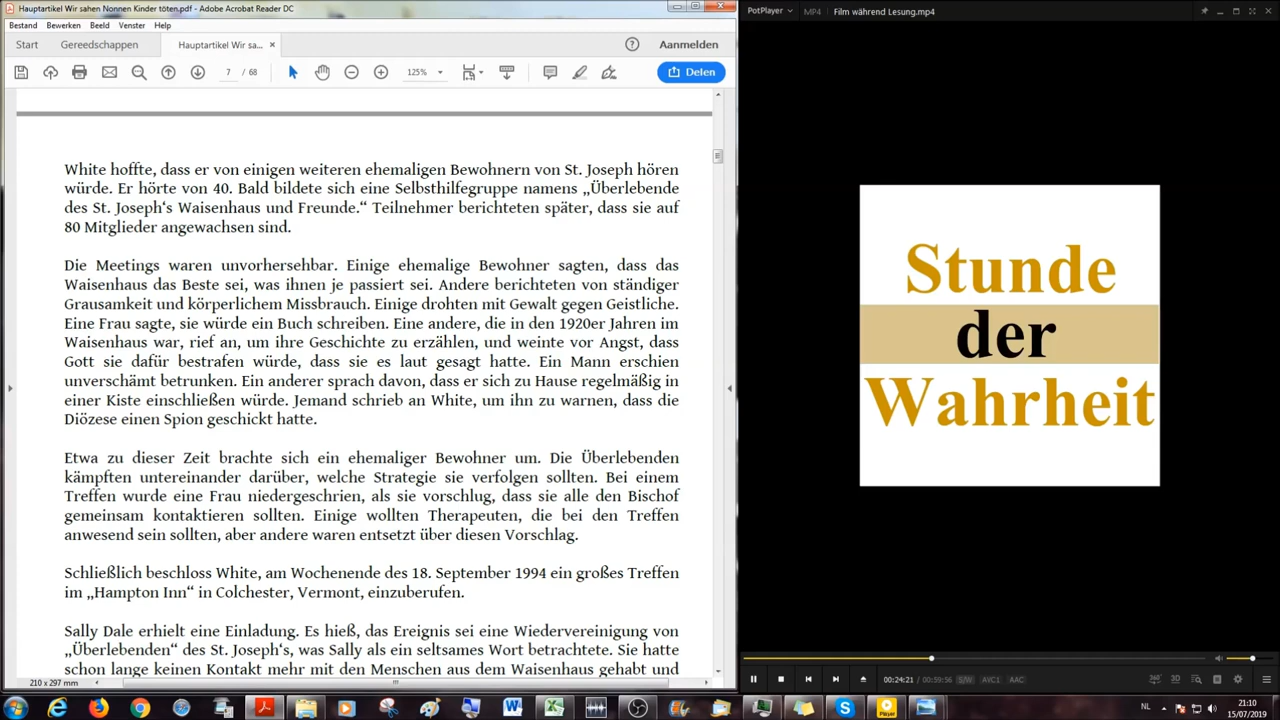 Hauptartikel Wir sahen Nonnen Kinder töten.pdf - Adobe Acrobat Reader DC
Bestand Bewerken Beeld Venster Help
Start Gereedschappen Hauptartikel Wir sa... × Aanmelden
7 / 68 125% Delen
White hoffte, dass er von einigen weiteren ehemaligen Bewohnern von St. Joseph hören
würde. Er hörte von 40. Bald bildete sich eine Selbsthilfegruppe namens „Überlebende
des St. Joseph‘s Waisenhaus und Freunde.“ Teilnehmer berichteten später, dass sie auf
80 Mitglieder angewachsen sind.
Die Meetings waren unvorhersehbar. Einige ehemalige Bewohner sagten, dass das
Waisenhaus das Beste sei, was ihnen je passiert sei. Andere berichteten von ständiger
Grausamkeit und körperlichem Missbrauch. Einige drohten mit Gewalt gegen Geistliche.
Eine Frau sagte, sie würde ein Buch schreiben. Eine andere, die in den 1920er Jahren im
Waisenhaus war, rief an, um ihre Geschichte zu erzählen, und weinte vor Angst, dass
Gott sie dafür bestrafen würde, dass sie es laut gesagt hatte. Ein Mann erschien
unverschämt betrunken. Ein anderer sprach davon, dass er sich zu Hause regelmäßig in
einer Kiste einschließen würde. Jemand schrieb an White, um ihn zu warnen, dass die
Diözese einen Spion geschickt hatte.
Etwa zu dieser Zeit brachte sich ein ehemaliger Bewohner um. Die Überlebenden
kämpften untereinander darüber, welche Strategie sie verfolgen sollten. Bei einem
Treffen wurde eine Frau niedergeschrien, als sie vorschlug, dass sie alle den Bischof
gemeinsam kontaktieren sollten. Einige wollten Therapeuten, die bei den Treffen
anwesend sein sollten, aber andere waren entsetzt über diesen Vorschlag.
Schließlich beschloss White, am Wochenende des 18. September 1994 ein großes Treffen
im „Hampton Inn“ in Colchester, Vermont, einzuberufen.
Sally Dale erhielt eine Einladung. Es hieß, das Ereignis sei eine Wiedervereinigung von
„Überlebenden“ des St. Joseph‘s, was Sally als ein seltsames Wort betrachtete. Sie hatte
schon lange keinen Kontakt mehr mit den Menschen aus dem Waisenhaus gehabt und
210 x 297 mm
PotPlayer MP4 Film während Lesung.mp4
Stunde
der
Wahrheit
00:24:21 / 00:59:36 S/W AVC1 AAC
360° 3D
NL 21:10
15/07/2019